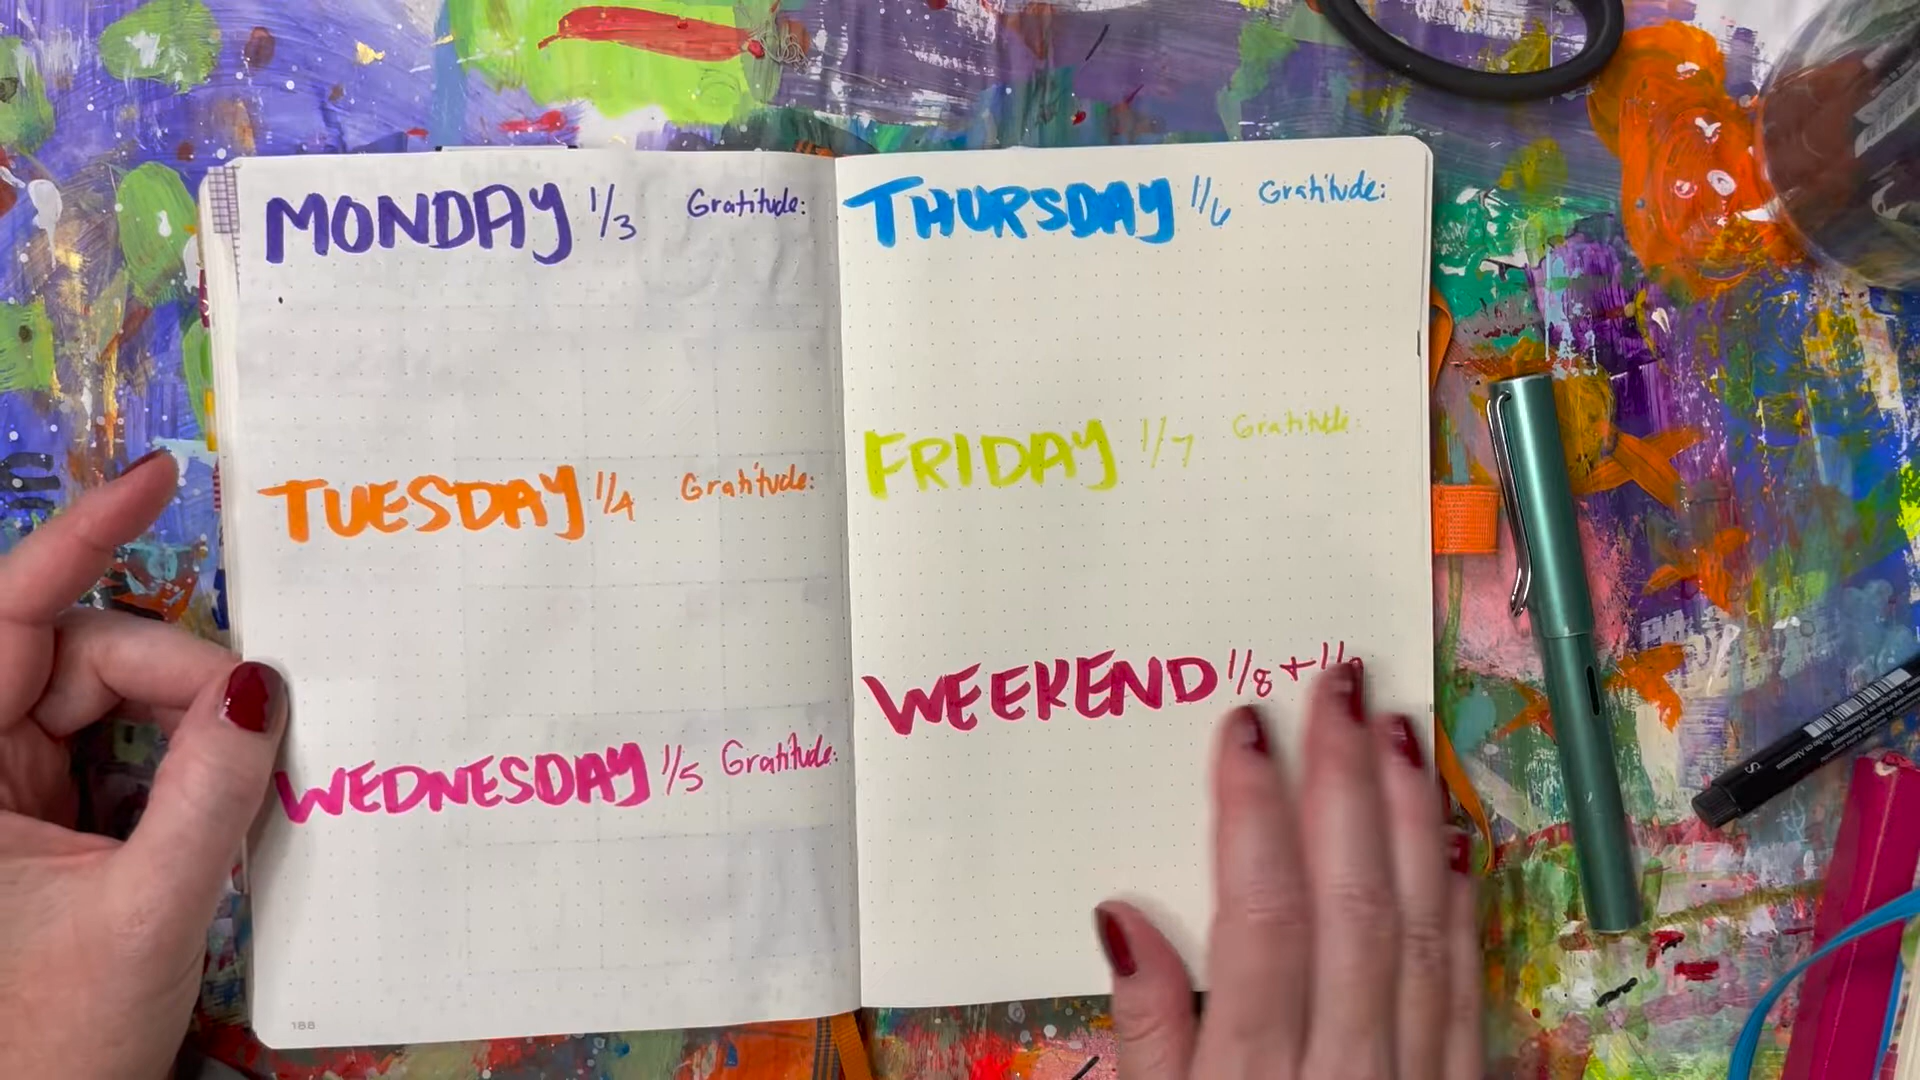 MONDAY 1/3 Gratitude:
TUESDAY 1/4 Gratitude:
WEDNESDAY 1/5 Gratitude:
188
THURSDAY 1/6 Gratitude:
FRIDAY 1/7 Gratitude:
WEEKEND 1/8 +
S